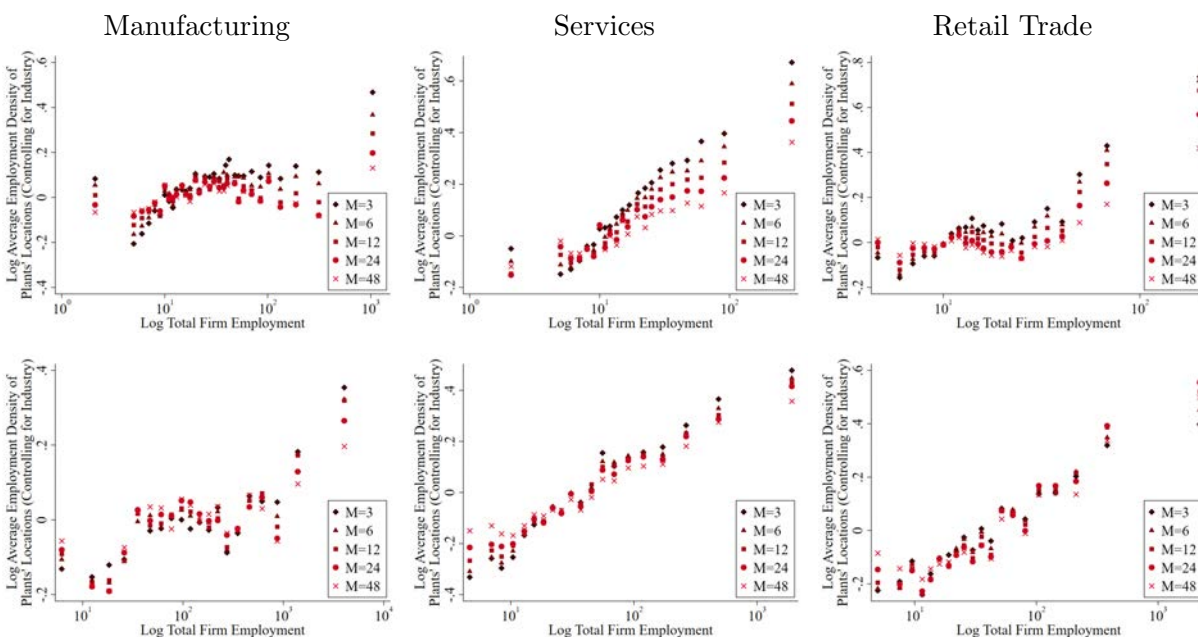 Manufacturing
Services
Retail Trade
Log Average Employment Density of
Plants' Locations (Controlling for Industry)
.6
.4
.2
0
-.2
-.4
10⁰
10¹
10²
10³
Log Total Firm Employment
M=3
M=6
M=12
M=24
M=48
Log Average Employment Density of
Plants' Locations (Controlling for Industry)
.6
.4
.2
0
-.2
10⁰
10¹
10²
Log Total Firm Employment
M=3
M=6
M=12
M=24
M=48
Log Average Employment Density of
Plants' Locations (Controlling for Industry)
.8
.6
.4
.2
0
-.2
10¹
10²
Log Total Firm Employment
M=3
M=6
M=12
M=24
M=48
Log Average Employment Density of
Plants' Locations (Controlling for Industry)
.4
.2
0
-.2
10¹
10²
10³
10⁴
Log Total Firm Employment
M=3
M=6
M=12
M=24
M=48
Log Average Employment Density of
Plants' Locations (Controlling for Industry)
.4
.2
0
-.2
-.4
10¹
10²
10³
Log Total Firm Employment
M=3
M=6
M=12
M=24
M=48
Log Average Employment Density of
Plants' Locations (Controlling for Industry)
.6
.4
.2
0
-.2
10¹
10²
10³
Log Total Firm Employment
M=3
M=6
M=12
M=24
M=48